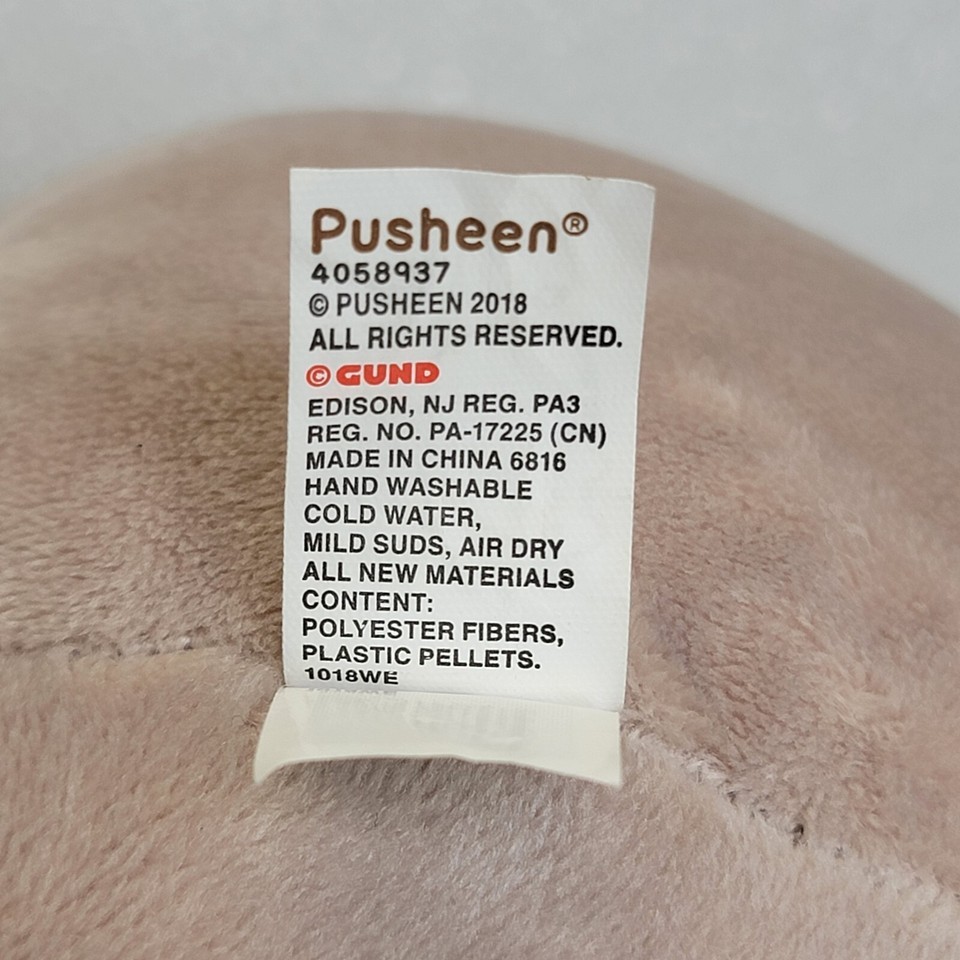 Pusheen®
4058937
© PUSHEEN 2018
ALL RIGHTS RESERVED.
© GUND
EDISON, NJ REG. PA3
REG. NO. PA-17225 (CN)
MADE IN CHINA 6816
HAND WASHABLE
COLD WATER,
MILD SUDS, AIR DRY
ALL NEW MATERIALS
CONTENT:
POLYESTER FIBERS,
PLASTIC PELLETS.
1018WE